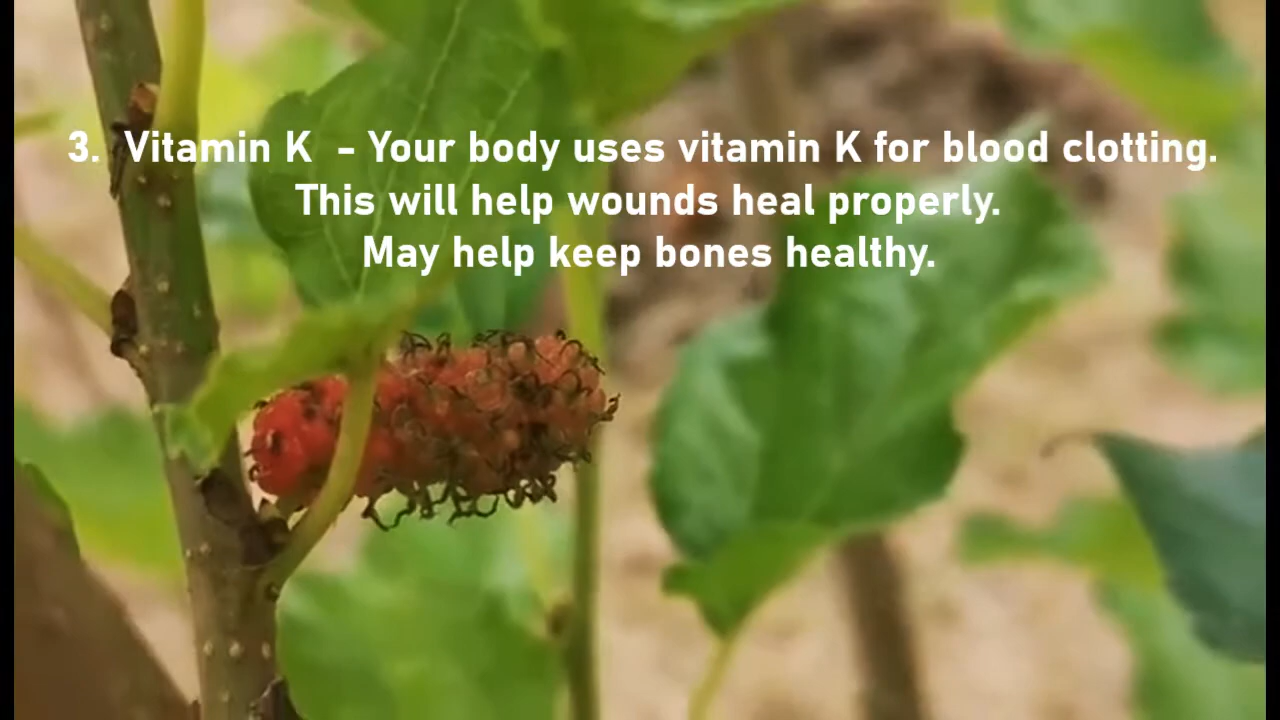 3. Vitamin K - Your body uses vitamin K for blood clotting.
This will help wounds heal properly.
May help keep bones healthy.